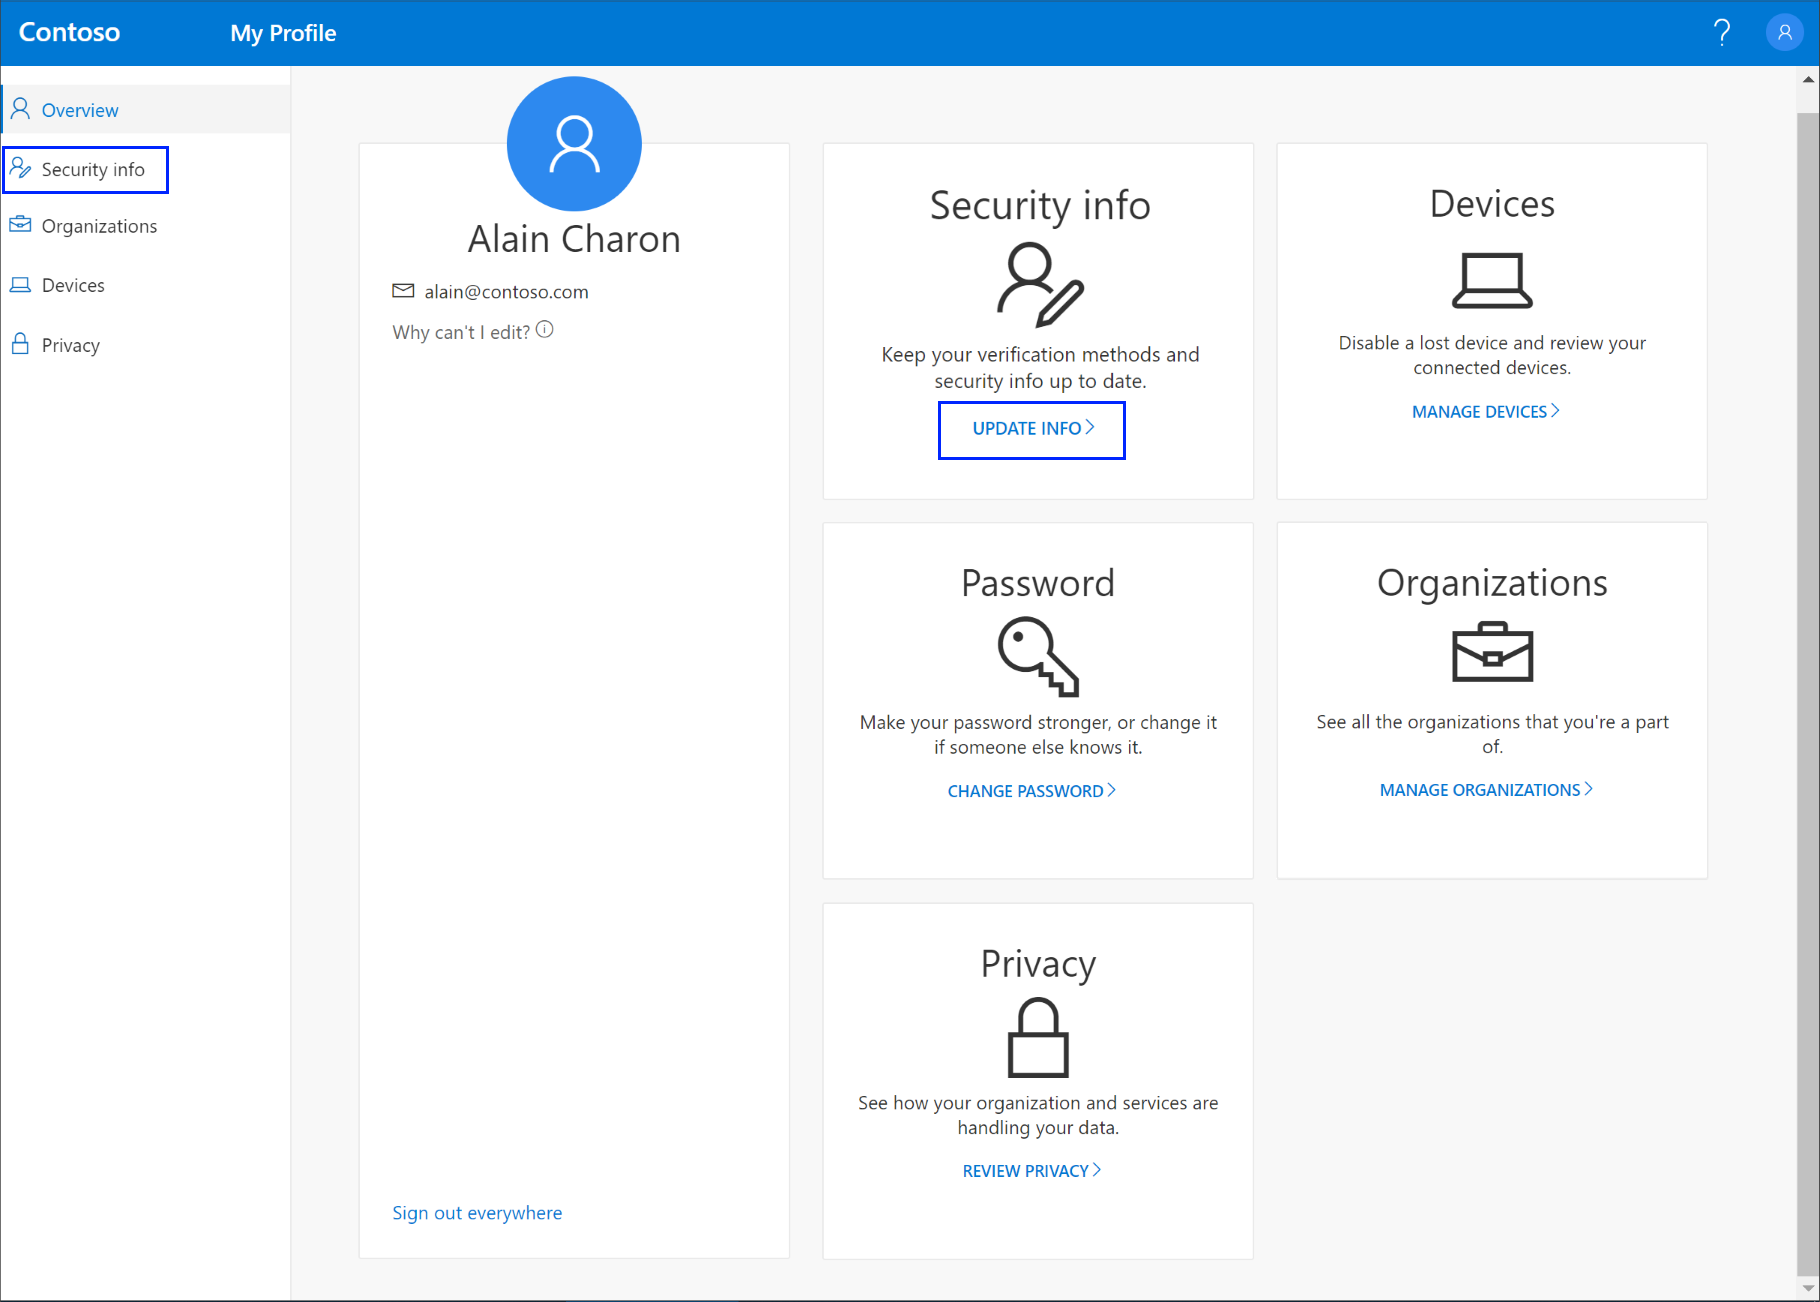 Contoso
My Profile
?
Overview
Security info
Organizations
Devices
Privacy
Alain Charon
alain@contoso.com
Why can't I edit?
Sign out everywhere
Security info
Keep your verification methods and
security info up to date.
UPDATE INFO
Devices
Disable a lost device and review your
connected devices.
MANAGE DEVICES
Password
Make your password stronger, or change it
if someone else knows it.
CHANGE PASSWORD
Organizations
See all the organizations that you're a part
of.
MANAGE ORGANIZATIONS
Privacy
See how your organization and services are
handling your data.
REVIEW PRIVACY